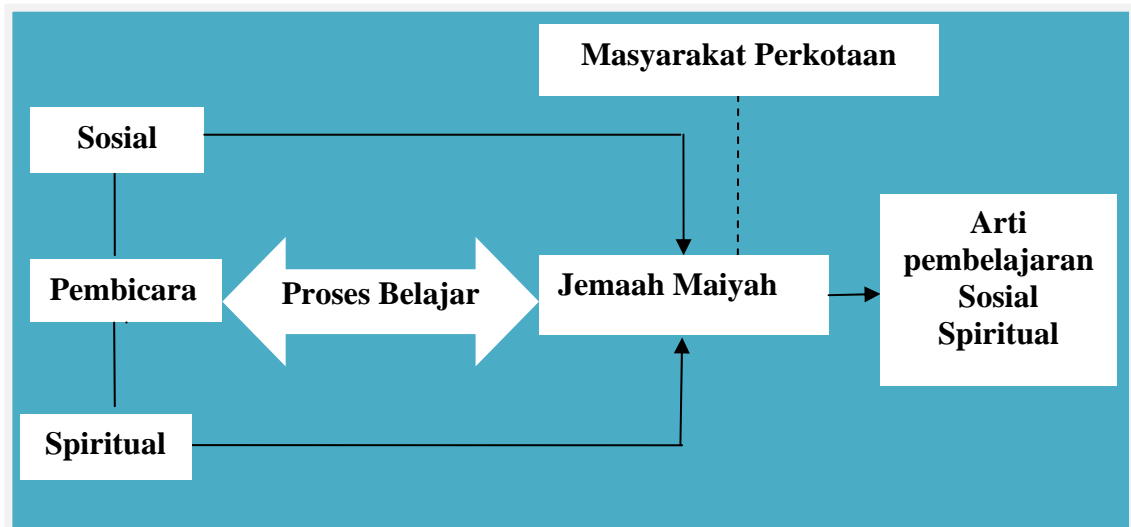 Masyarakat Perkotaan
Sosial
Pembicara
Proses Belajar
Jemaah Maiyah
Arti
pembelajaran
Sosial
Spiritual
Spiritual